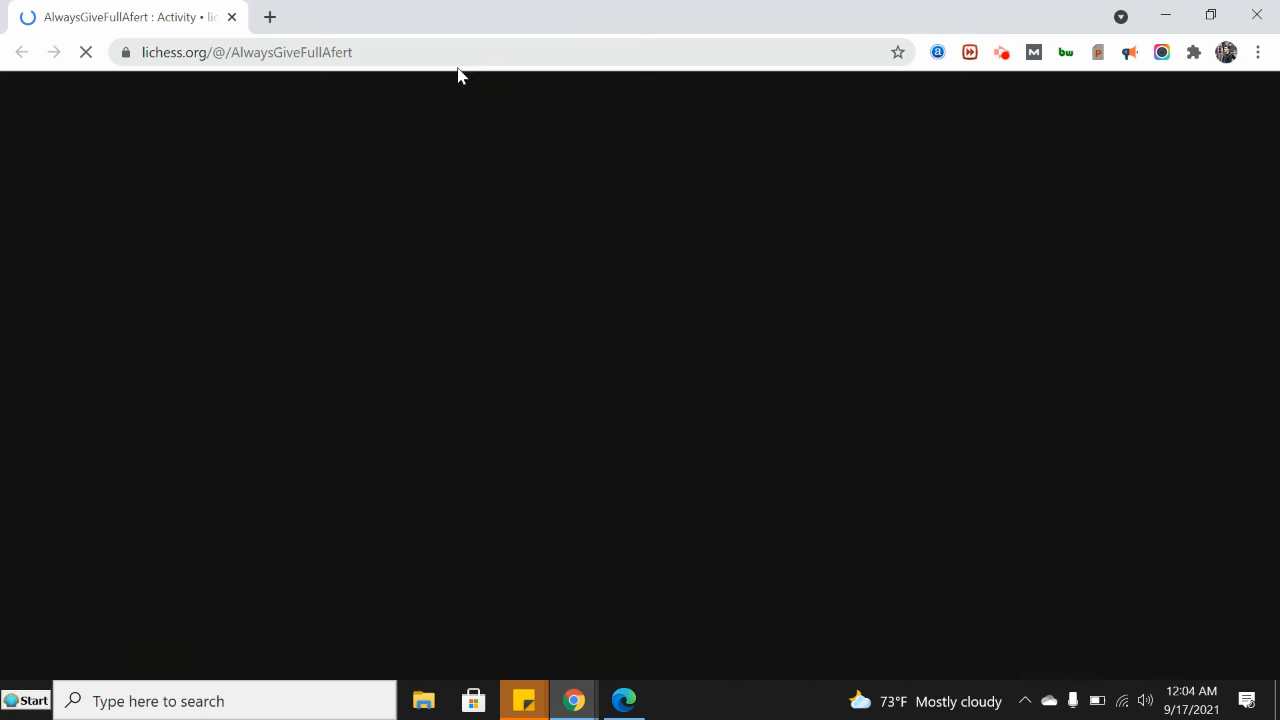 AlwaysGiveFullAfert : Activity • lic
lichess.org/@/AlwaysGiveFullAfert
a
M
bw
P
Start
Type here to search
73°F Mostly cloudy
12:04 AM
9/17/2021